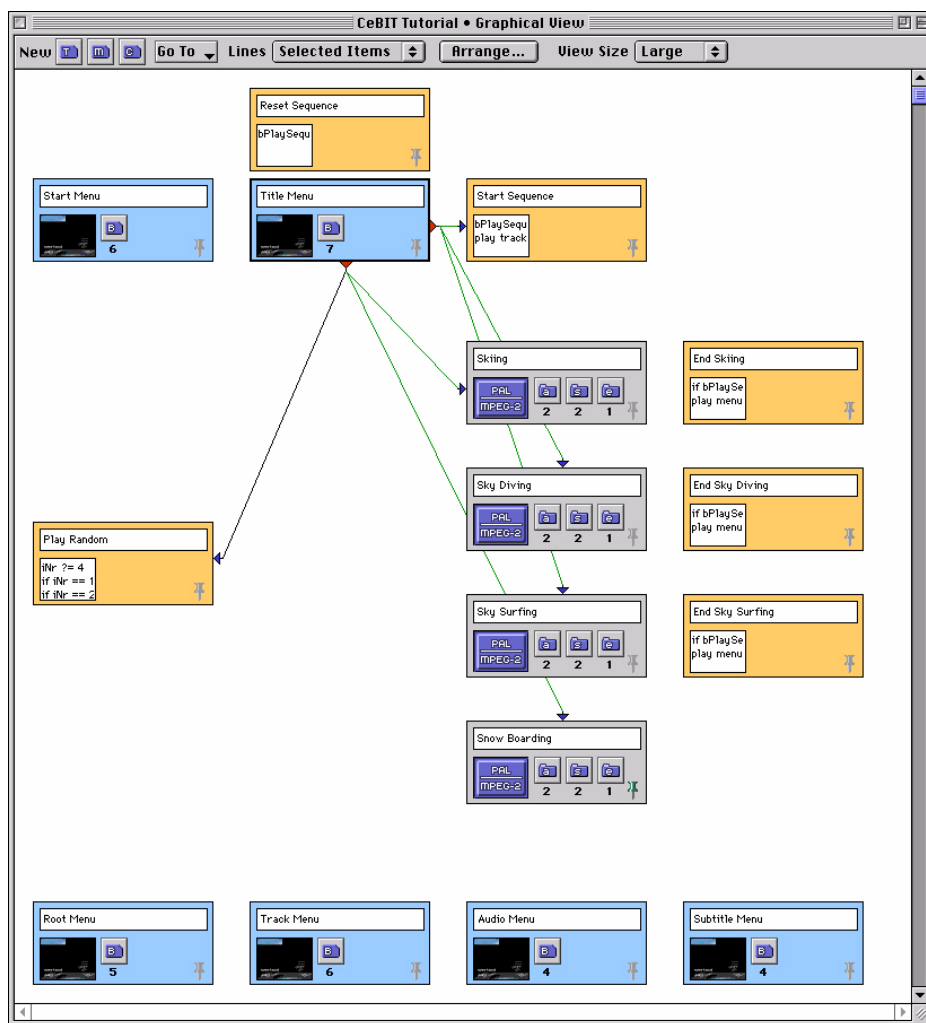 CeBIT Tutorial • Graphical View
New T M C Go To Lines Selected Items Arrange... View Size Large
Reset Sequence
bPlaySequ
Start Menu
B
6
Title Menu
B
7
Start Sequence
bPlaySequ
play track
Skiing
PAL
MPEG-2
a s e
2 2 1
End Skiing
if bPlaySe
play menu
Sky Diving
PAL
MPEG-2
a s e
2 2 1
End Sky Diving
if bPlaySe
play menu
Play Random
iNr ?= 4
if iNr == 1
if iNr == 2
Sky Surfing
PAL
MPEG-2
a s e
2 2 1
End Sky Surfing
if bPlaySe
play menu
Snow Boarding
PAL
MPEG-2
a s e
2 2 1
Root Menu
B
5
Track Menu
B
6
Audio Menu
B
4
Subtitle Menu
B
4